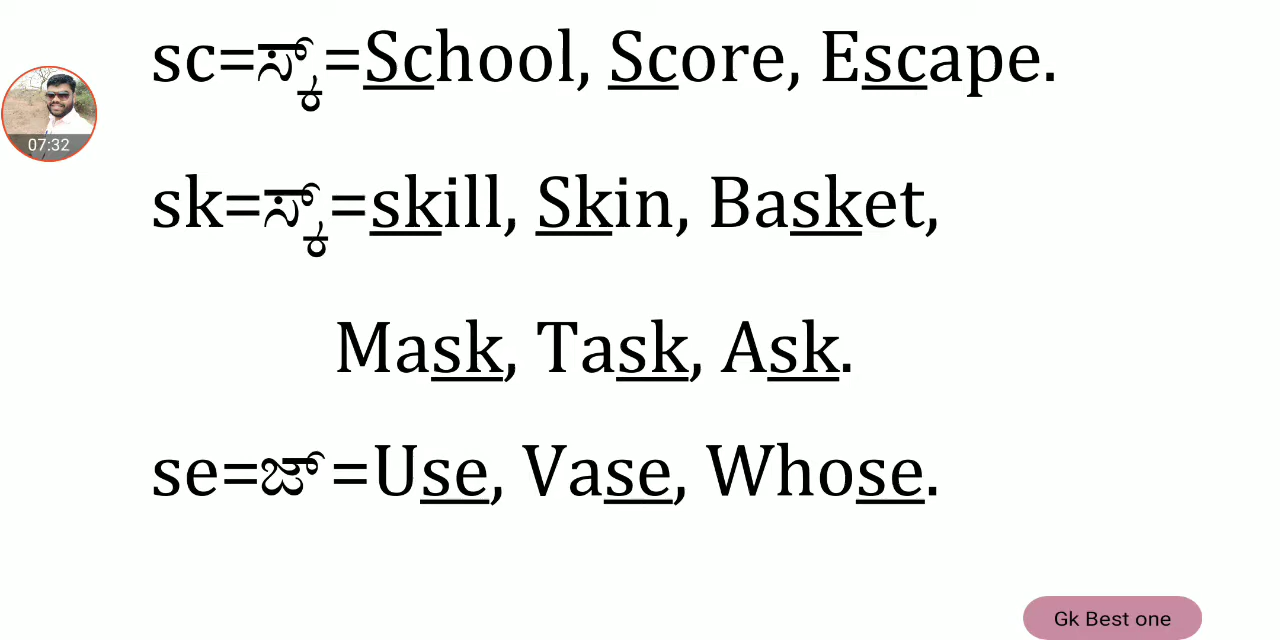 sc=ಸ್ಕ್=School, Score, Escape.
07:32
sk=ಸ್ಕ್=skill, Skin, Basket,
Mask, Task, Ask.
se=ಜ್=Use, Vase, Whose.
Gk Best one